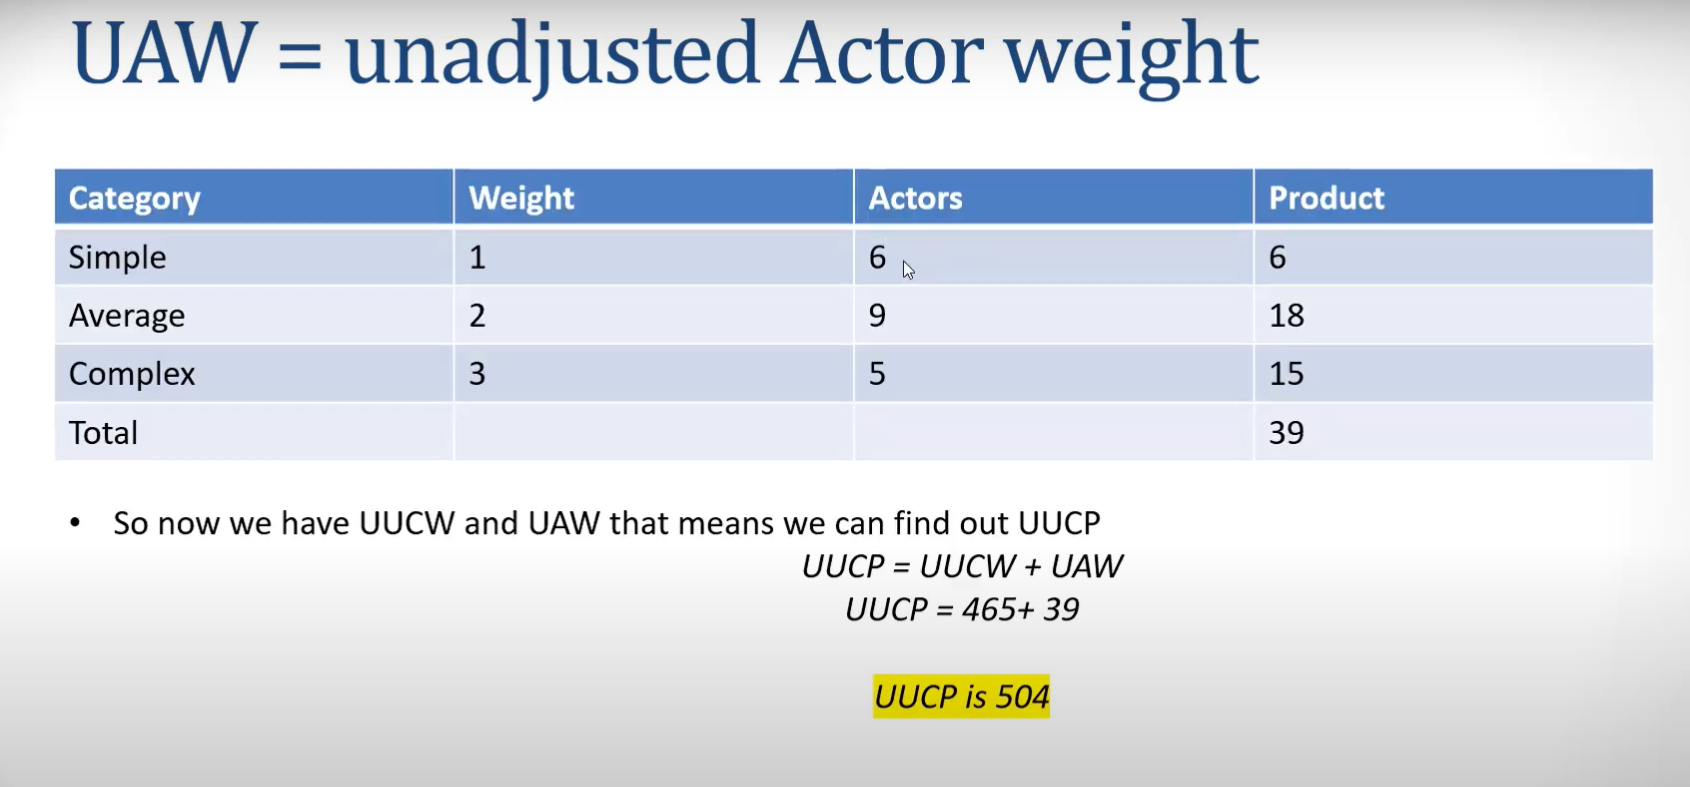 UAW = unadjusted Actor weight
Category Weight Actors Product
Simple 1 6 6
Average 2 9 18
Complex 3 5 15
Total 39
• So now we have UUCW and UAW that means we can find out UUCP
UUCP = UUCW + UAW
UUCP = 465+ 39
UUCP is 504